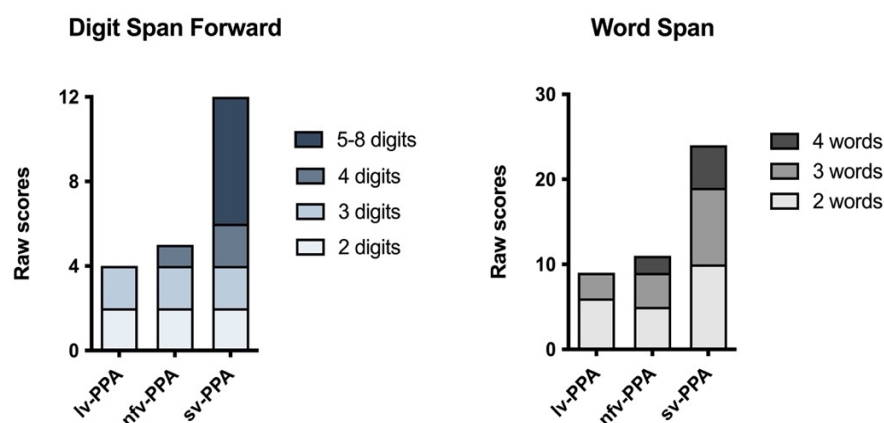 Digit Span Forward
Raw scores
12
8
4
0
lv-PPA
nfv-PPA
sv-PPA
5-8 digits
4 digits
3 digits
2 digits
Word Span
Raw scores
30
20
10
0
lv-PPA
nfv-PPA
sv-PPA
4 words
3 words
2 words